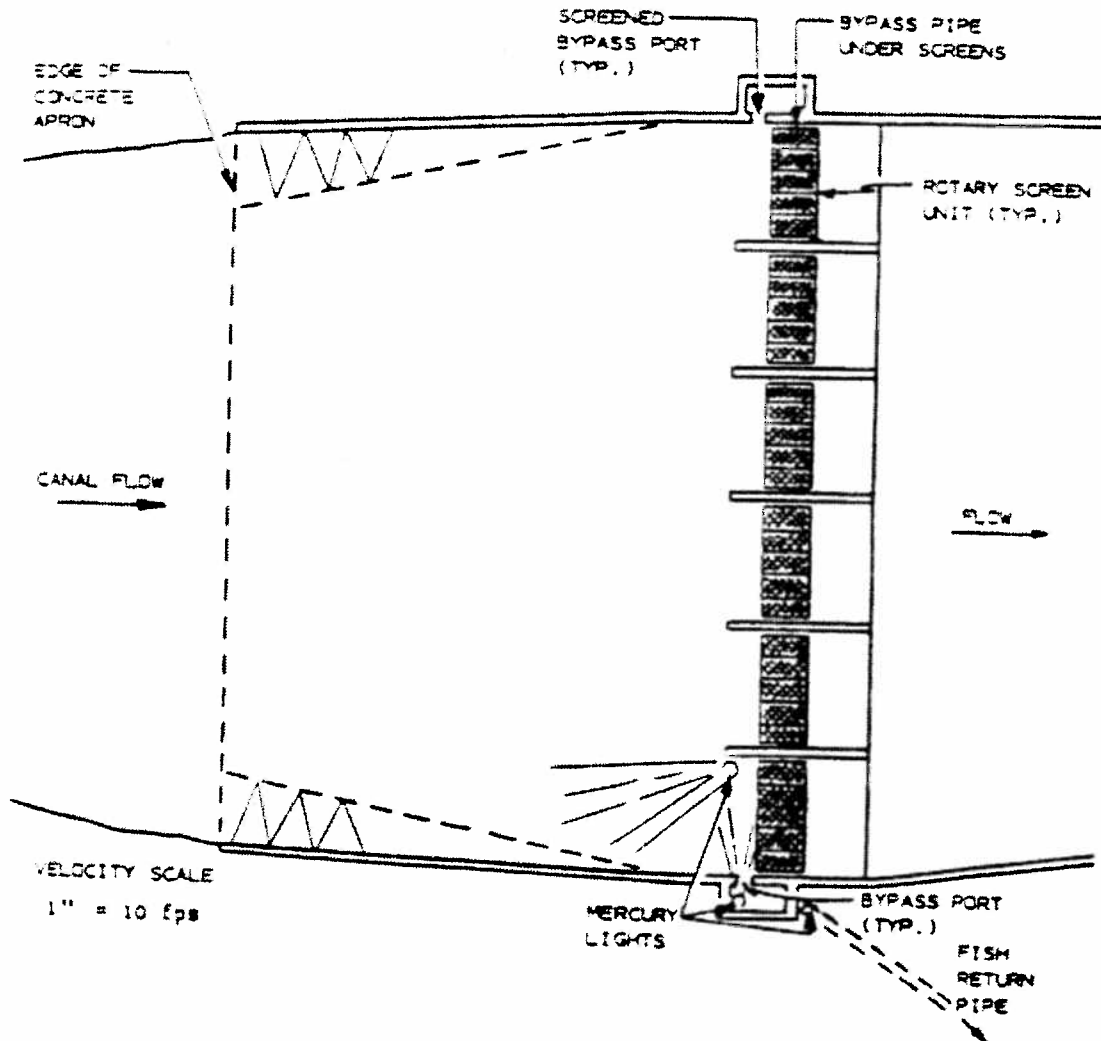 SCREENED
BYPASS PORT
(TYP.)
BYPASS PIPE
UNDER SCREENS
EDGE OF
CONCRETE
APRON
ROTARY SCREEN
UNIT (TYP.)
CANAL FLOW
FLOW
VELOCITY SCALE
1" = 10 fps
MERCURY
LIGHTS
BYPASS PORT
(TYP.)
FISH
RETURN
PIPE